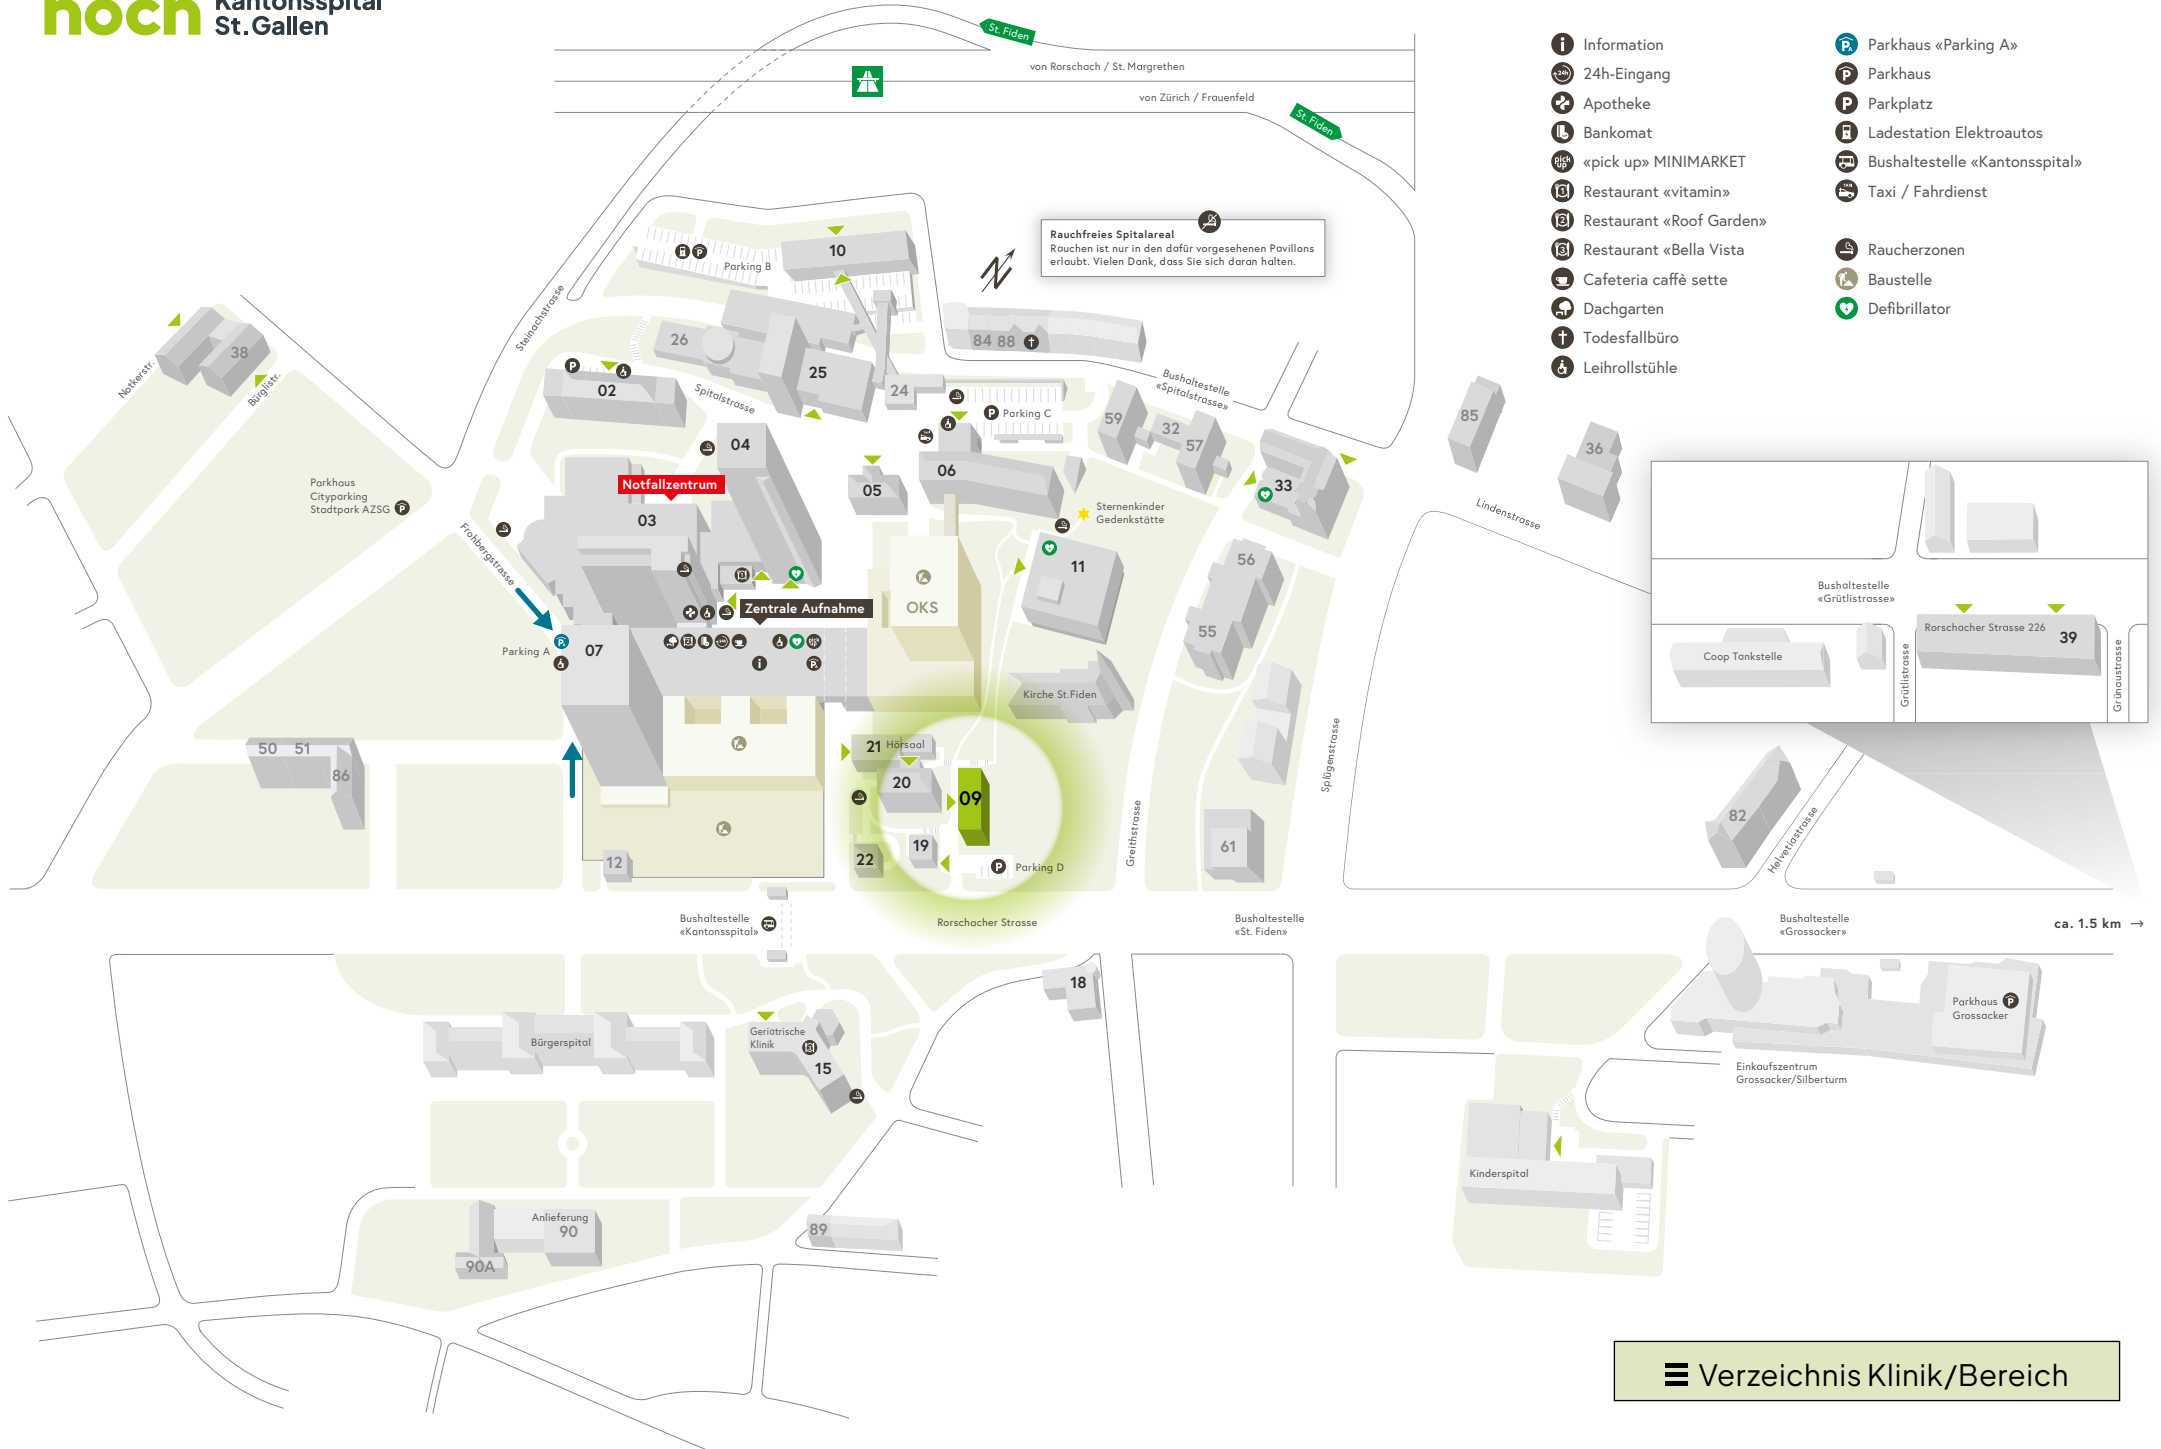 noch Kantonsspital
St.Gallen
St. Fiden
von Rorschach / St. Margrethen
von Zürich / Frauenfeld
St. Fiden
Information
24h-Eingang
Apotheke
Bankomat
«pick up» MINIMARKET
Restaurant «vitamin»
Restaurant «Roof Garden»
Restaurant «Bella Vista
Cafeteria caffè sette
Dachgarten
Todesfallbüro
Leihrollstühle
Parkhaus «Parking A»
Parkhaus
Parkplatz
Ladestation Elektroautos
Bushaltestelle «Kantonsspital»
Taxi / Fahrdienst
Raucherzonen
Baustelle
Defibrillator
Rauchfreies Spitalareal
Rauchen ist nur in den dafür vorgesehenen Pavillons
erlaubt. Vielen Dank, dass Sie sich daran halten.
N
10
Parking B
Steinachstrasse
26
84 88
38
Notkerstr.
Bürglistr.
25
24
02
Spitalstrasse
Bushaltestelle
«Spitalstrasse»
Parking C
59
32
57
85
36
04
06
05
33
Notfallzentrum
03
Parkhaus
Cityparking
Stadtpark AZSG
Frohbergstrasse
Sternenkinder
Gedenkstätte
Lindenstrasse
11
56
55
OKS
Zentrale Aufnahme
Parking A
07
Kirche St.Fiden
Bushaltestelle
«Grütlistrasse»
Rorschacher Strasse 226
39
Coop Tankstelle
Grütlistrasse
Grünaustrasse
50 51
86
21 Hörsaal
20
09
19
22
12
Parking D
Greithstrasse
Splügenstrasse
61
82
Helvetiastrasse
Bushaltestelle
«Kantonsspital»
Rorschacher Strasse
Bushaltestelle
«St. Fiden»
Bushaltestelle
«Grossacker»
ca. 1.5 km →
18
Bürgerspital
Geriatrische
Klinik
15
Parkhaus
Grossacker
Einkaufszentrum
Grossacker/Silberturm
Kinderspital
Anlieferung
90
90A
89
Verzeichnis Klinik/Bereich